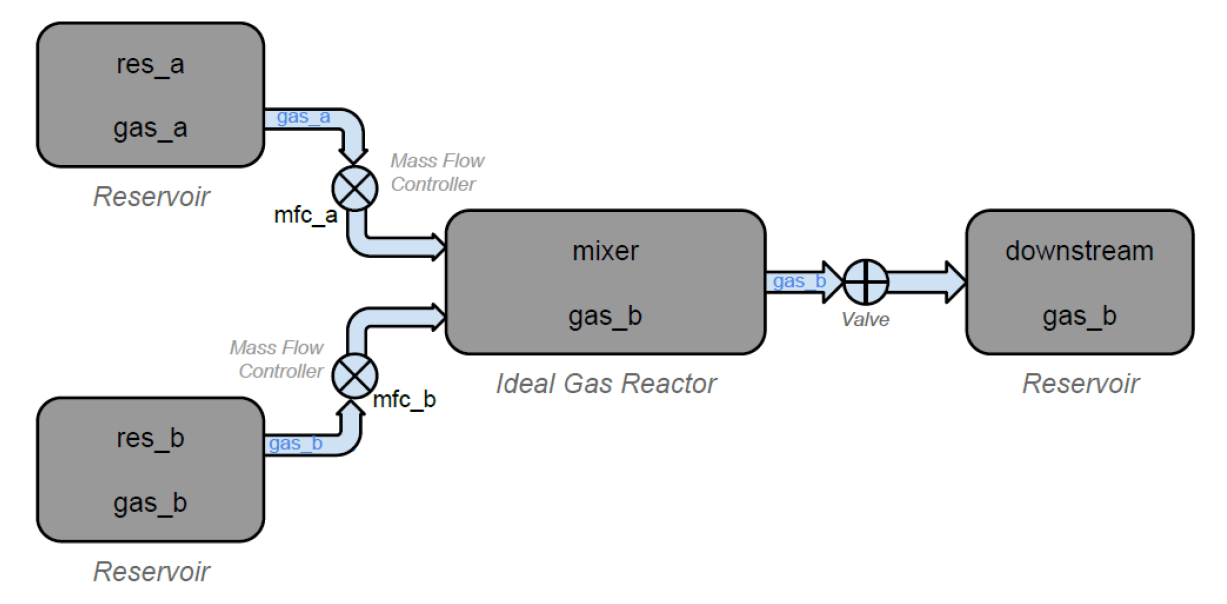 res_a
gas_a
Reservoir
gas_a
Mass Flow
Controller
mfc_a
mixer
gas_b
Ideal Gas Reactor
gas_b
Valve
downstream
gas_b
Reservoir
Mass Flow
Controller
mfc_b
res_b
gas_b
gas_b
Reservoir